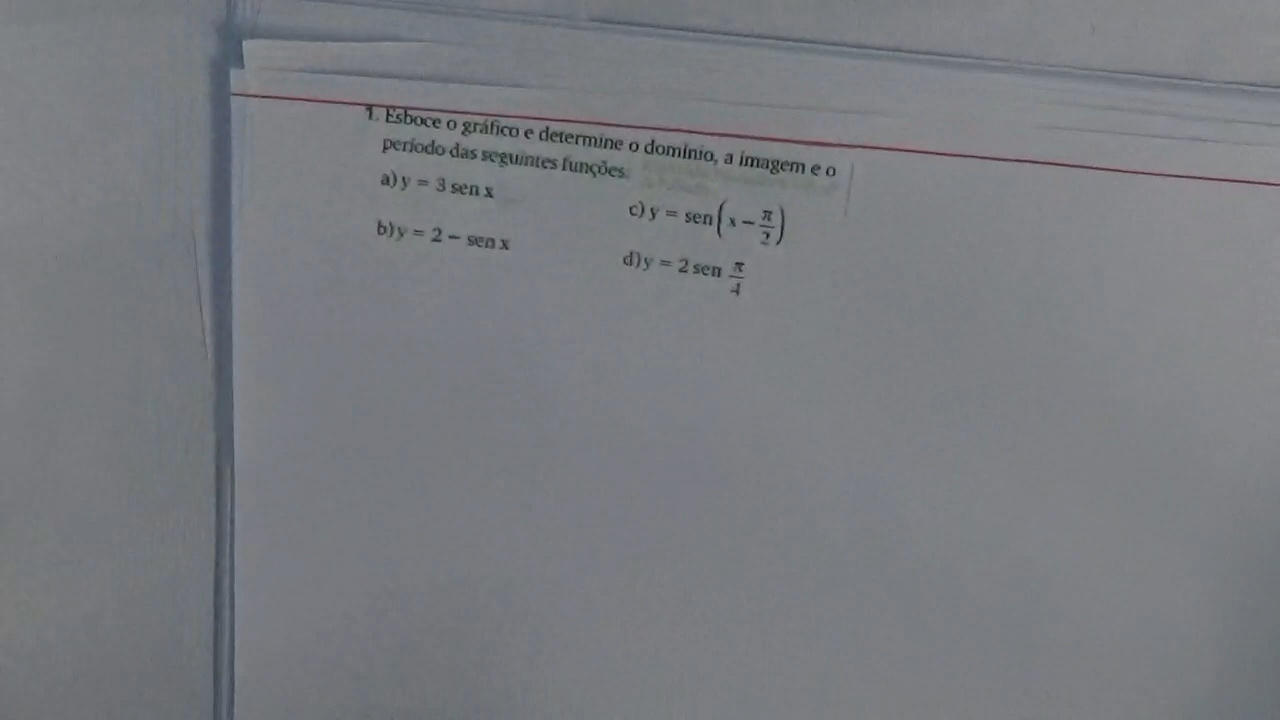 1. Esboce o gráfico e determine o domínio, a imagem e o
período das seguintes funções.
a) y = 3 sen x
b) y = 2 − sen x
c) y = sen(x − π/2)
d) y = 2 sen π/4